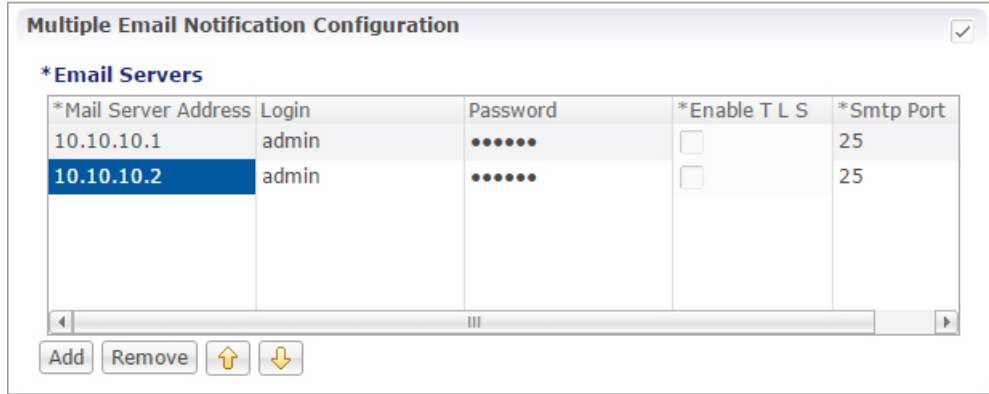 Multiple Email Notification Configuration
*Email Servers
*Mail Server Address Login Password *Enable T L S *Smtp Port
10.10.10.1 admin •••••• 25
10.10.10.2 admin •••••• 25
Add Remove